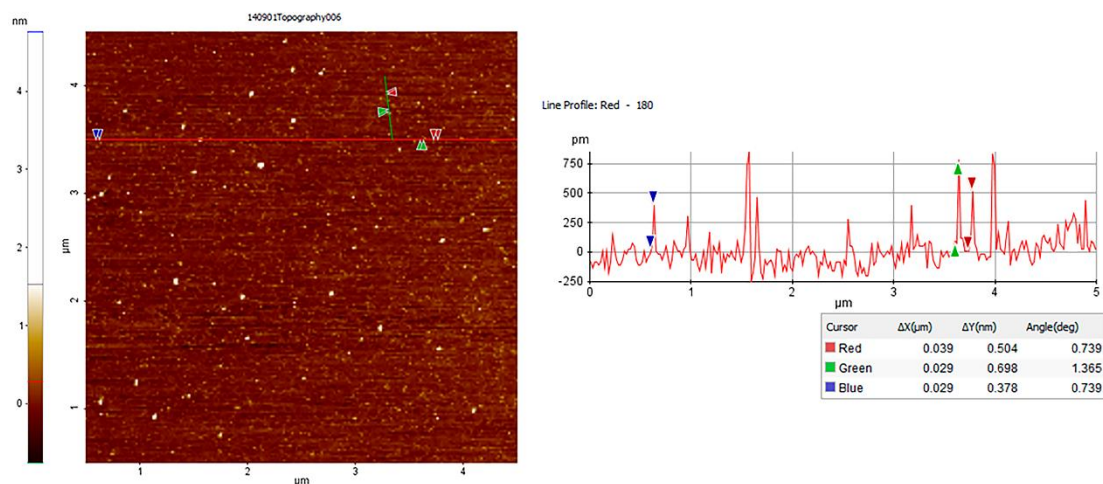 140901Topography006
nm
4
3
2
1
0
4
3
2
1
µm
1
2
3
4
µm
Line Profile: Red - 180
pm
750
500
250
0
-250
0
1
2
3
4
5
µm
Cursor ΔX(µm) ΔY(nm) Angle(deg)
Red 0.039 0.504 0.739
Green 0.029 0.698 1.365
Blue 0.029 0.378 0.739